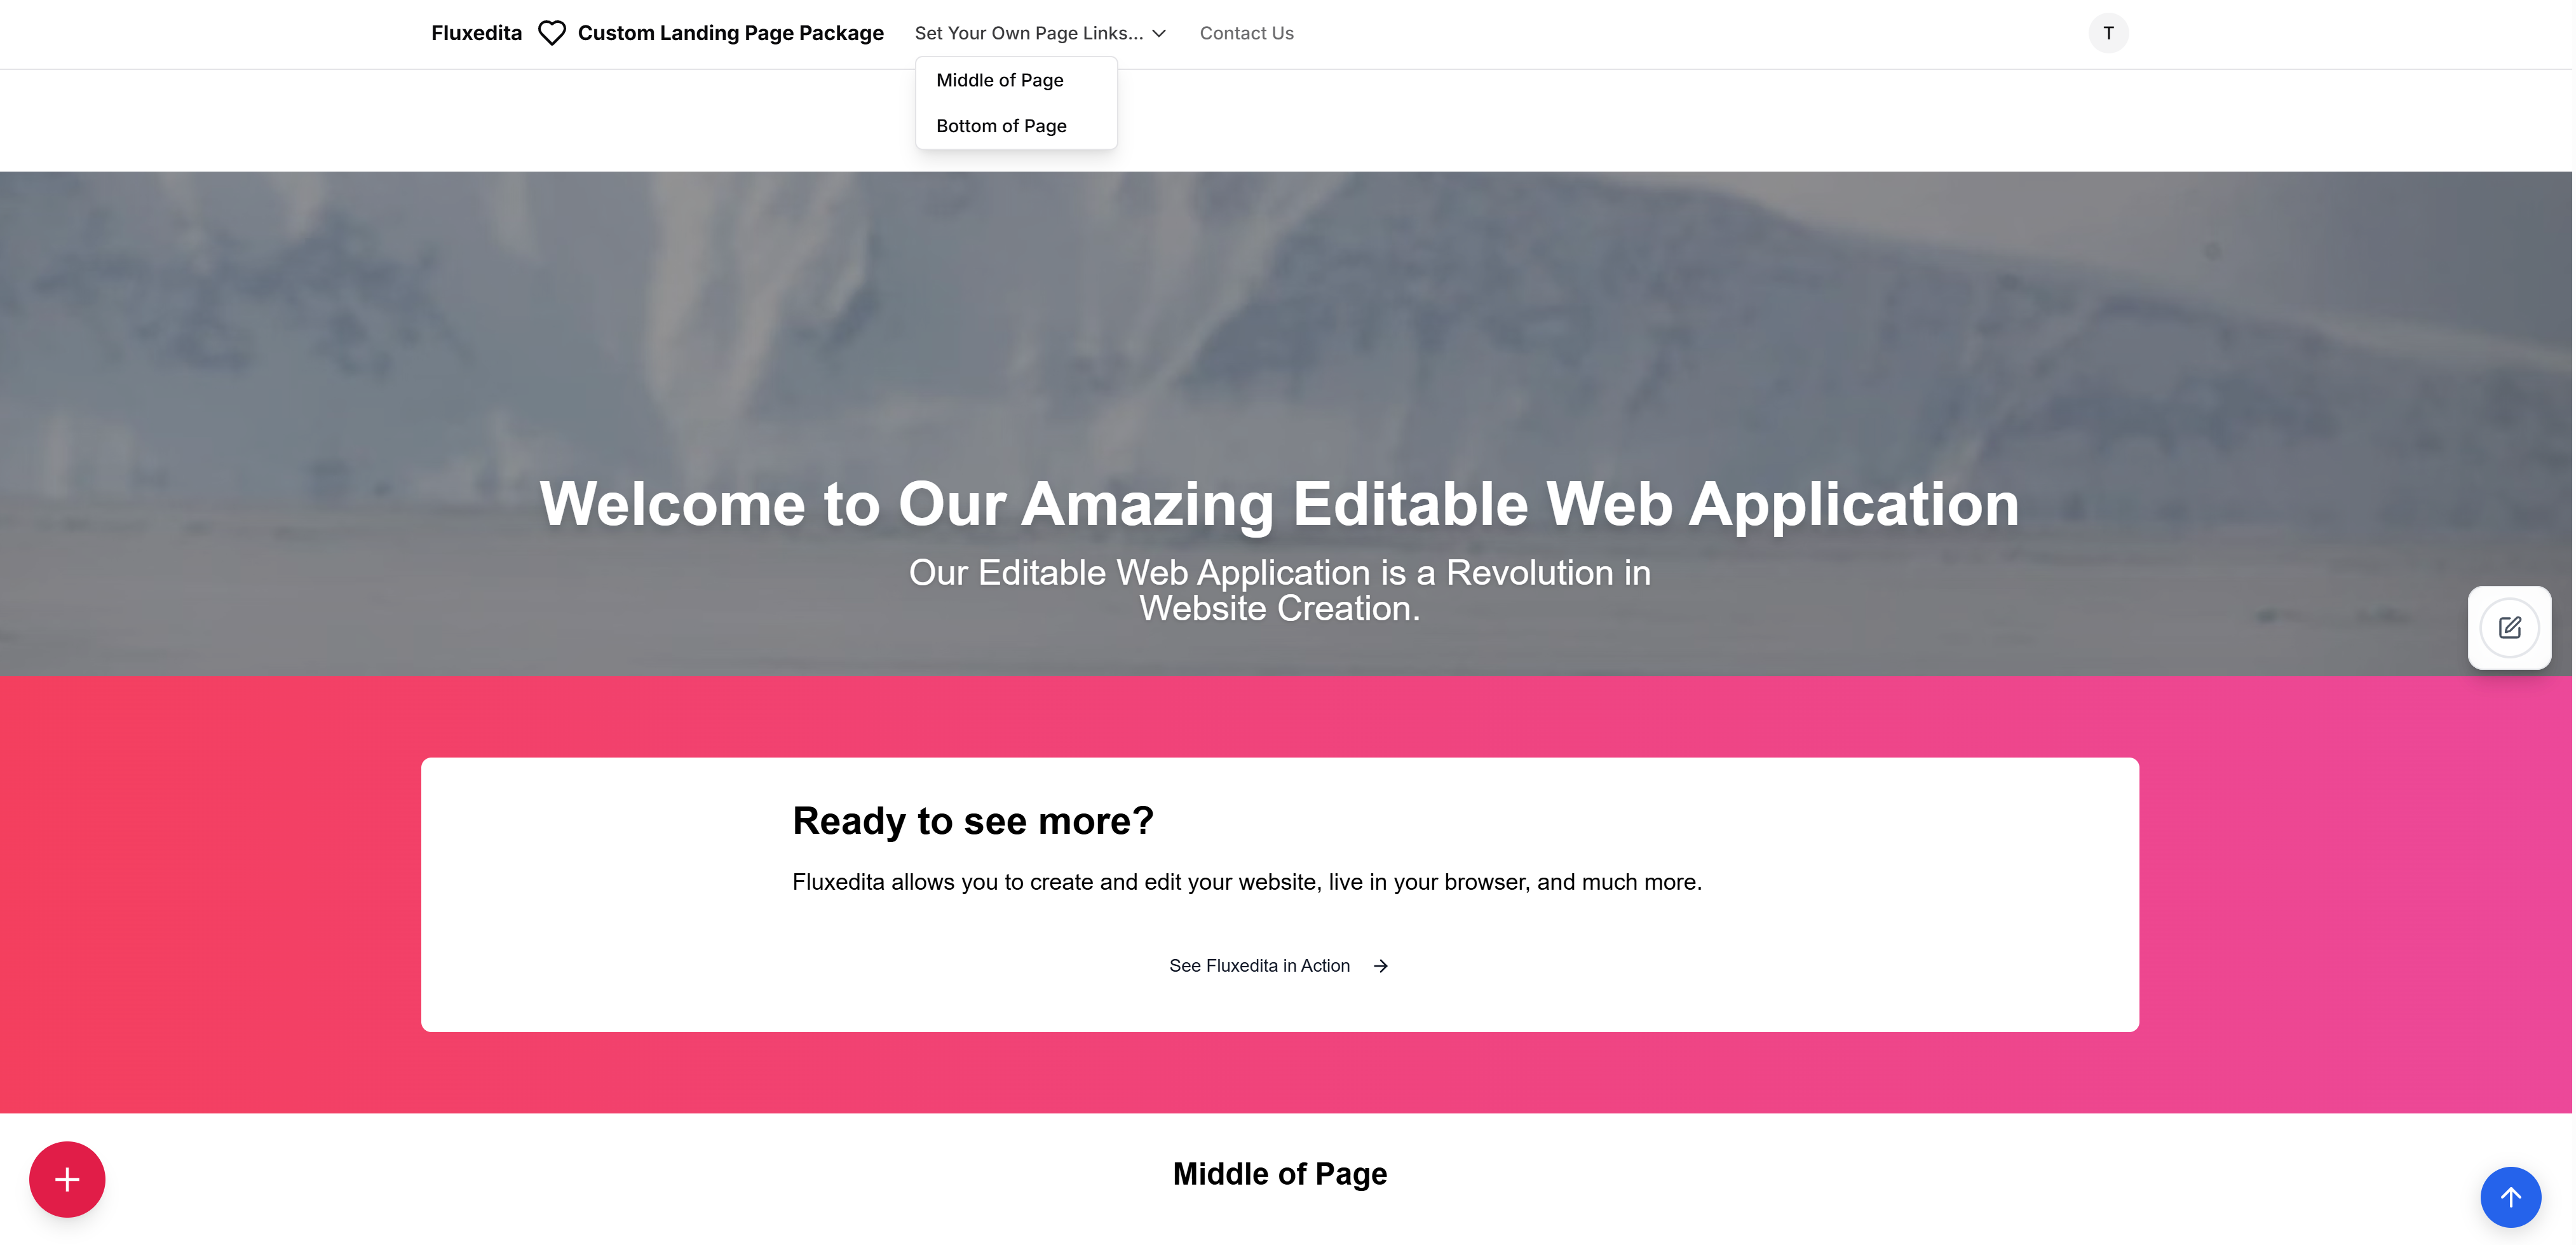 Fluxedita Custom Landing Page Package Set Your Own Page Links... Contact Us T
Middle of Page
Bottom of Page
Welcome to Our Amazing Editable Web Application
Our Editable Web Application is a Revolution in
Website Creation.
Ready to see more?
Fluxedita allows you to create and edit your website, live in your browser, and much more.
See Fluxedita in Action
Middle of Page